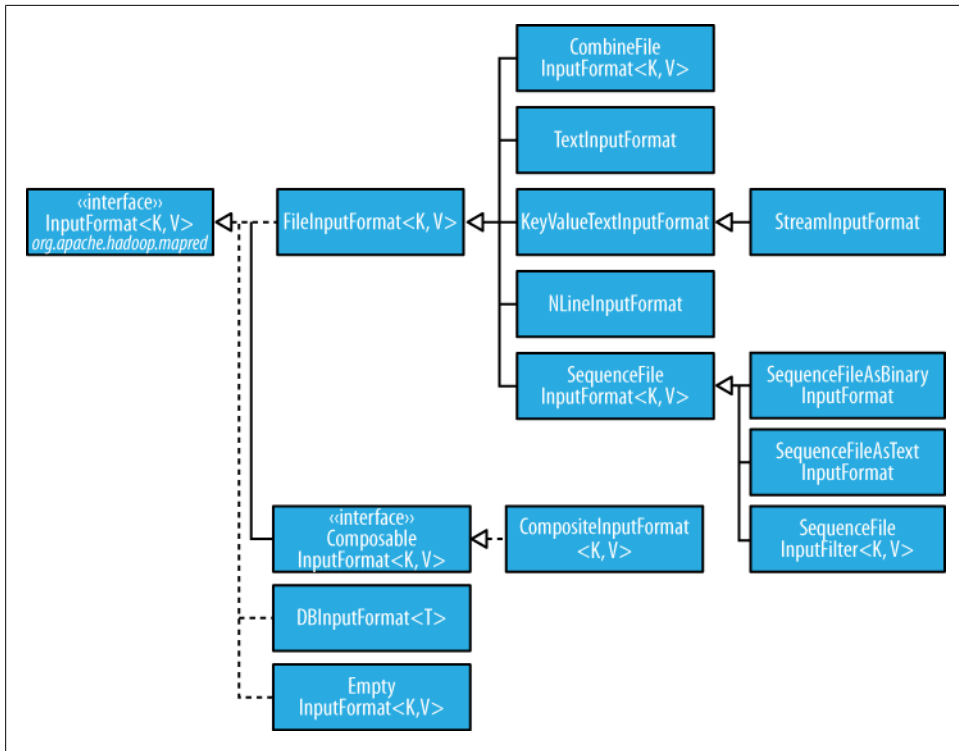 CombineFile
InputFormat<K, V>
TextInputFormat
‹‹interface››
InputFormat<K, V>
org.apache.hadoop.mapred
FileInputFormat<K, V>
KeyValueTextInputFormat
StreamInputFormat
NLineInputFormat
SequenceFile
InputFormat<K, V>
SequenceFileAsBinary
InputFormat
SequenceFileAsText
InputFormat
‹‹interface››
Composable
InputFormat<K, V>
CompositeInputFormat
<K, V>
SequenceFile
InputFilter<K, V>
DBInputFormat<T>
Empty
InputFormat<K,V>